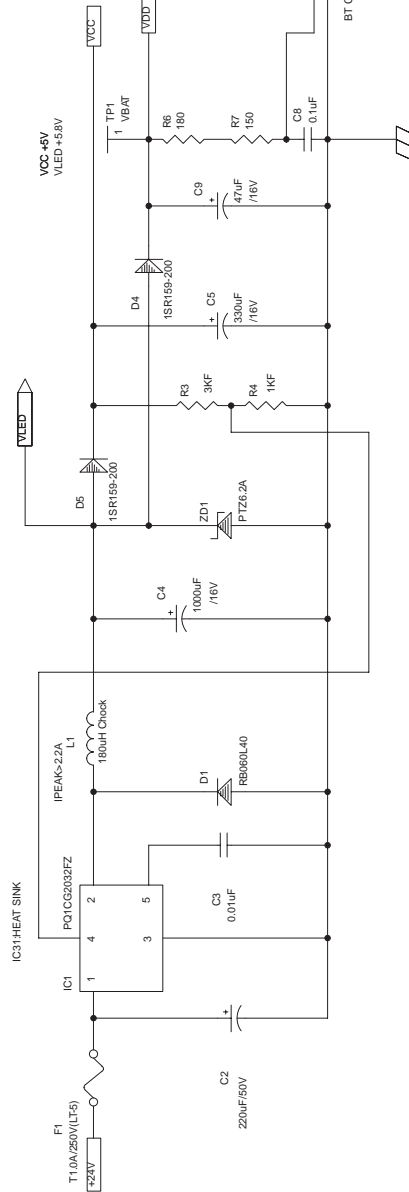 +24V
F1
T1.0A/250V(LT-5)
C2
220uF/50V
IC31:HEAT SINK
IC1
PQ1CG2032FZ
1
2
3
4
5
C3
0.01uF
D1
RB060L40
IPEAK>2.2A
L1
180uH Chock
C4
1000uF
/16V
VLED
D5
1SR159-200
ZD1
PTZ6.2A
R3
3KF
R4
1KF
D4
1SR159-200
C5
330uF
/16V
C9
47uF
/16V
VCC +5V
VLED +5.8V
TP1
1
VBAT
R6
180
R7
150
C8
0.1uF
VCC
VDD